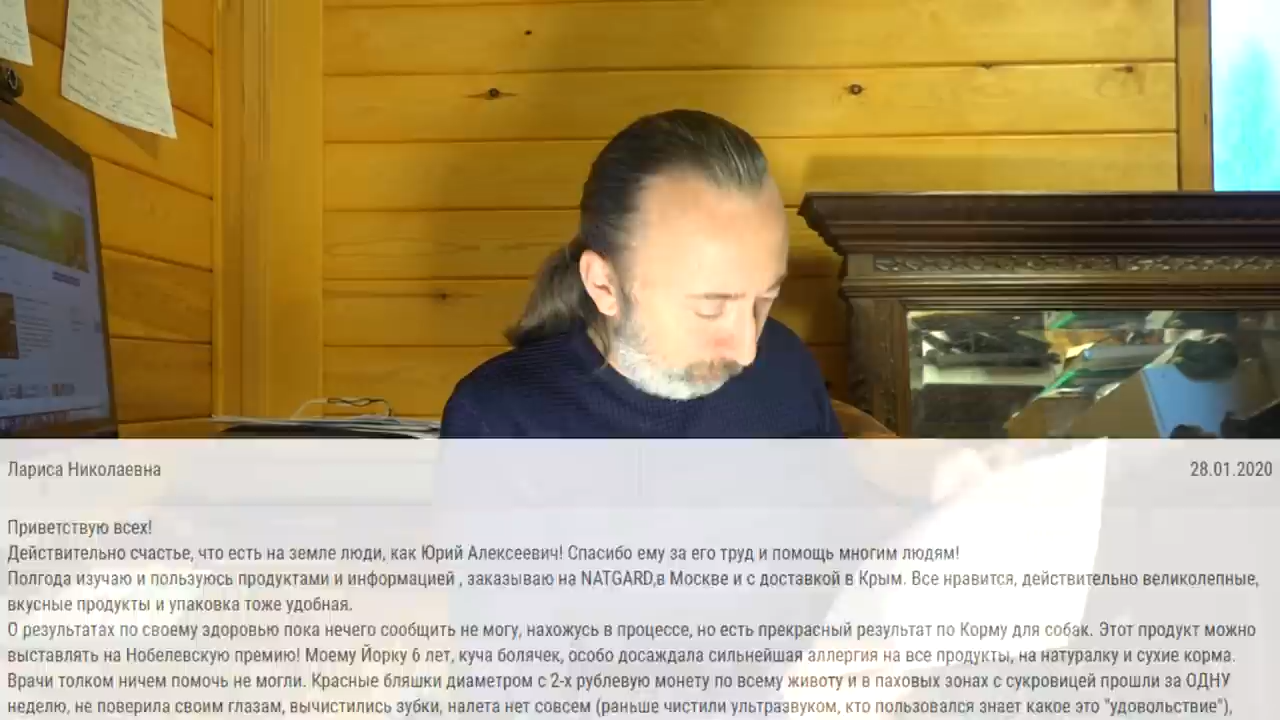 Лариса Николаевна
28.01.2020
Приветствую всех!
Действительно счастье, что есть на земле люди, как Юрий Алексеевич! Спасибо ему за его труд и помощь многим людям!
Полгода изучаю и пользуюсь продуктами и информацией , заказываю на NATGARD,в Москве и с доставкой в Крым. Все нравится, действительно великолепные,
вкусные продукты и упаковка тоже удобная.
О результатах по своему здоровью пока нечего сообщить не могу, нахожусь в процессе, но есть прекрасный результат по Корму для собак. Этот продукт можно
выставлять на Нобелевскую премию! Моему Йорку 6 лет, куча болячек, особо досаждала сильнейшая аллергия на все продукты, на натуралку и сухие корма.
Врачи толком ничем помочь не могли. Красные бляшки диаметром с 2-х рублевую монету по всему животу и в паховых зонах с сукровицей прошли за ОДНУ
неделю, не поверила своим глазам, вычистились зубки, налета нет совсем (раньше чистили ультразвуком, кто пользовался знает какое это "удовольствие"),